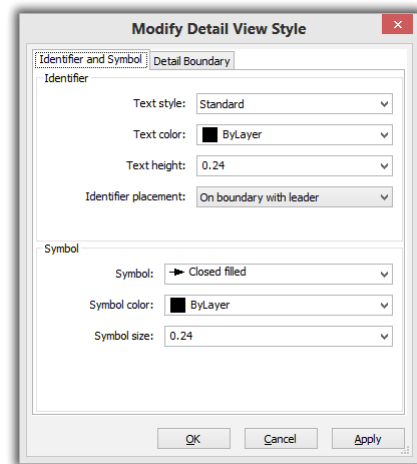 Modify Detail View Style
Identifier and Symbol Detail Boundary
Identifier
Text style: Standard
Text color: ByLayer
Text height: 0.24
Identifier placement: On boundary with leader
Symbol
Symbol: Closed filled
Symbol color: ByLayer
Symbol size: 0.24
OK Cancel Apply